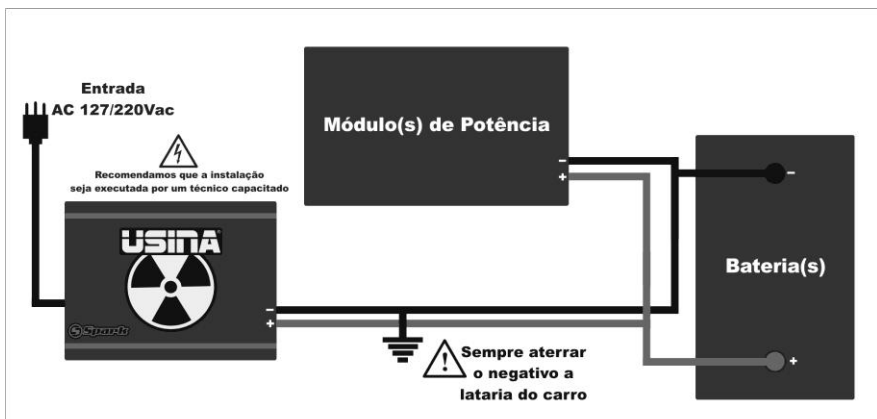 Entrada
AC 127/220Vac
Recomendamos que a instalação
seja executada por um técnico capacitado
USINA
Spark
- 
+
Módulo(s) de Potência
-
+
Bateria(s)
-
+
Sempre aterrar
o negativo a
lataria do carro